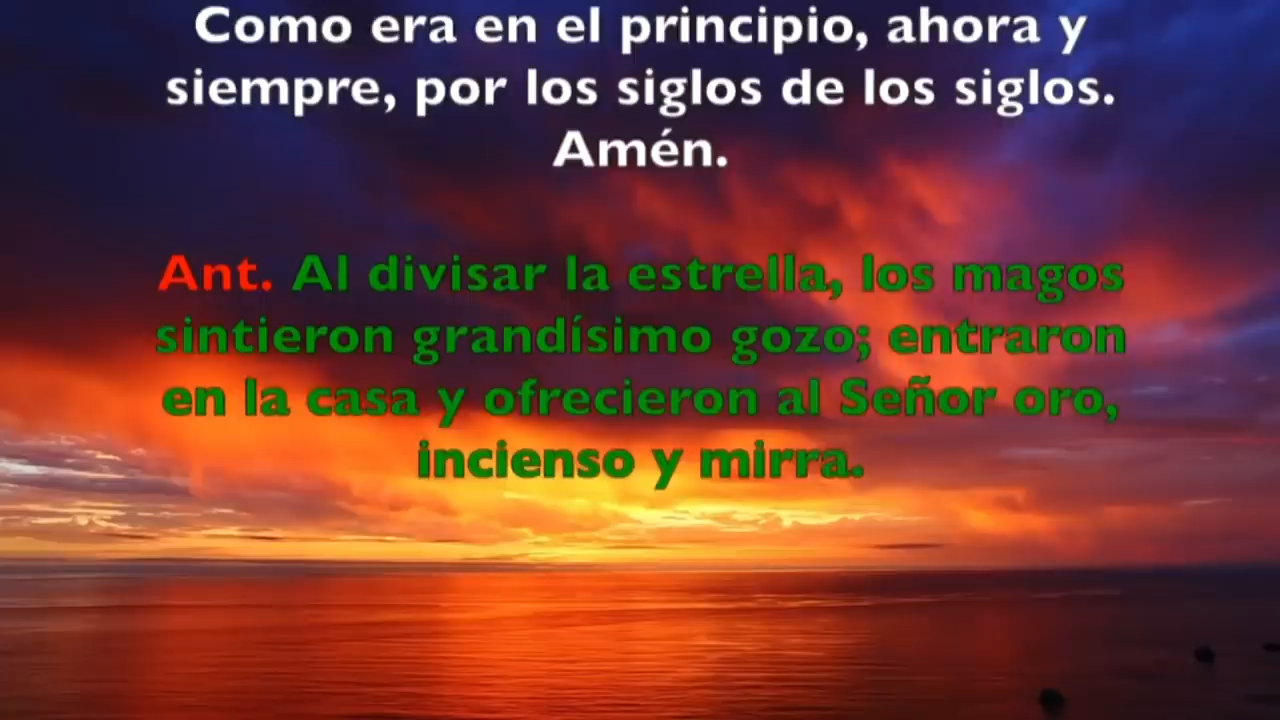 Como era en el principio, ahora y
siempre, por los siglos de los siglos.
Amén.
Ant. Al divisar la estrella, los magos
sintieron grandísimo gozo; entraron
en la casa y ofrecieron al Señor oro,
incienso y mirra.